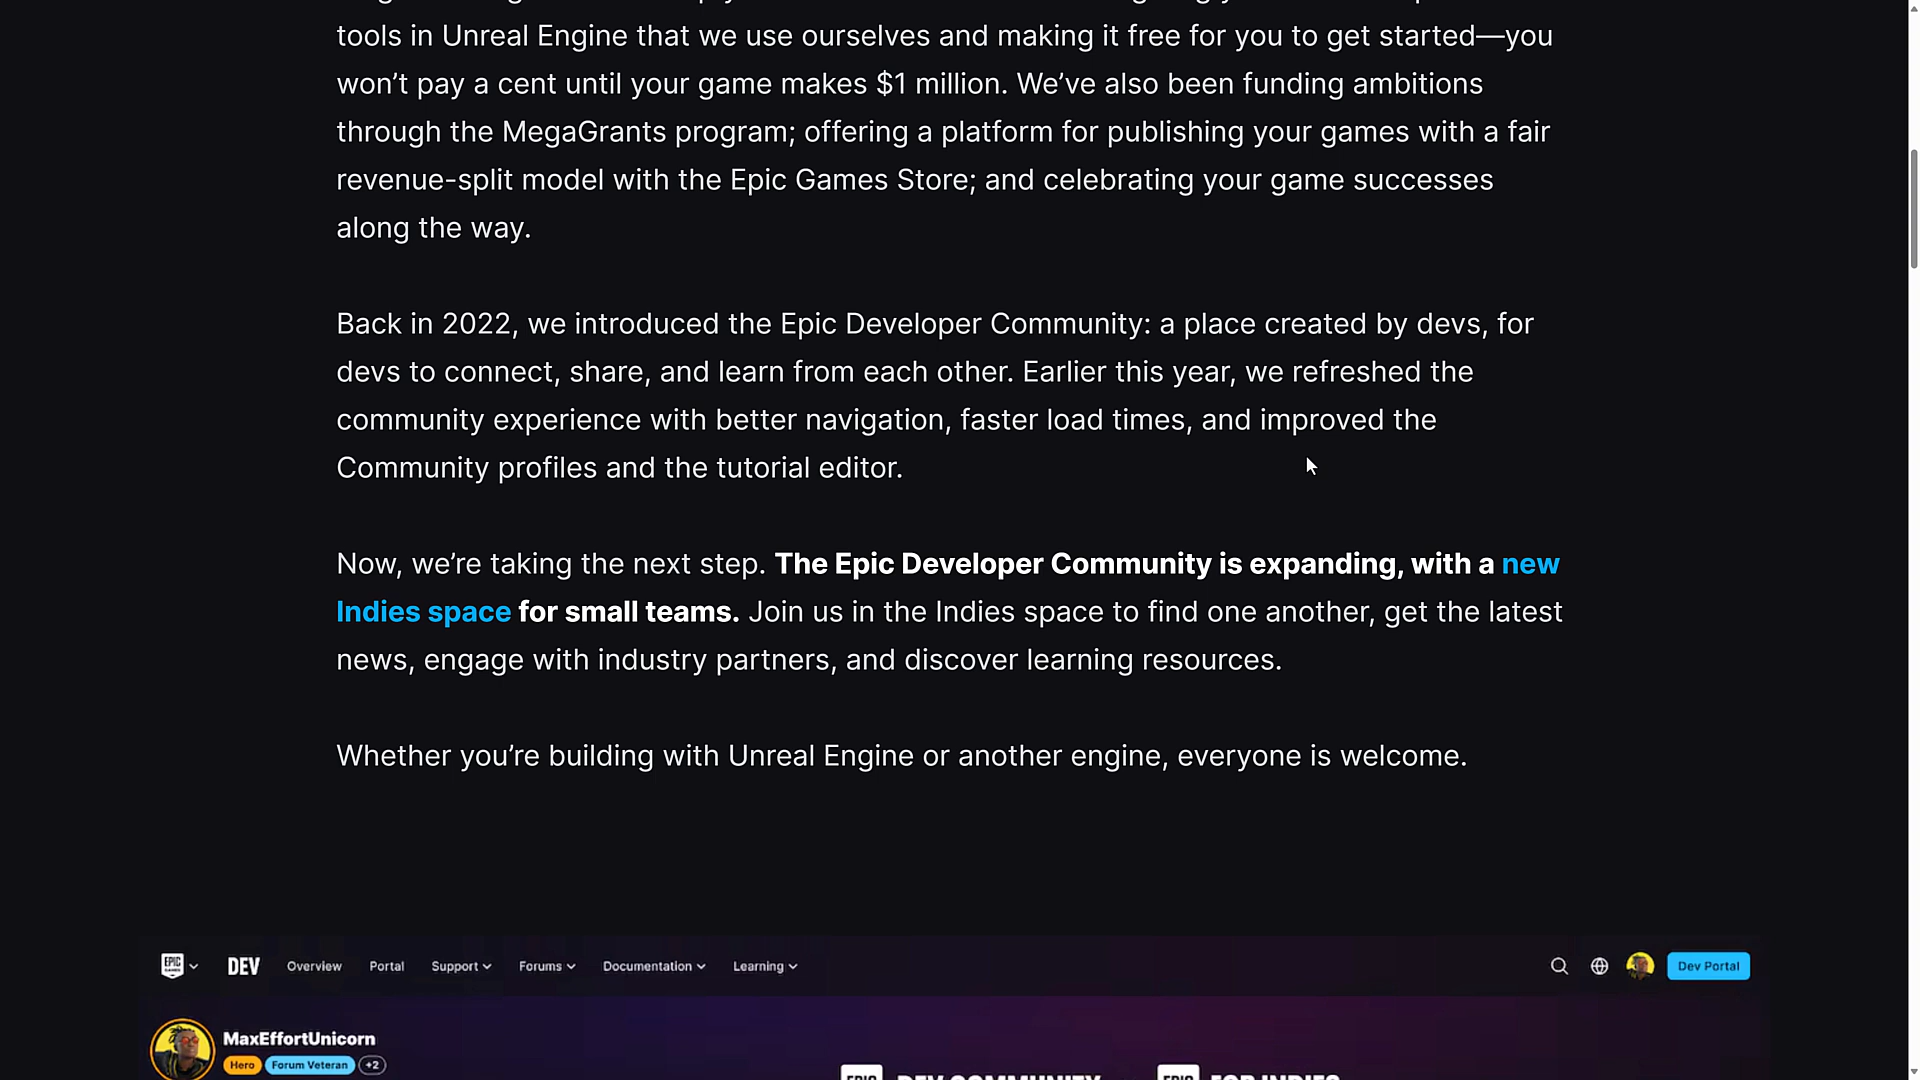 tools in Unreal Engine that we use ourselves and making it free for you to get started—you
won’t pay a cent until your game makes $1 million. We’ve also been funding ambitions
through the MegaGrants program; offering a platform for publishing your games with a fair
revenue-split model with the Epic Games Store; and celebrating your game successes
along the way.
Back in 2022, we introduced the Epic Developer Community: a place created by devs, for
devs to connect, share, and learn from each other. Earlier this year, we refreshed the
community experience with better navigation, faster load times, and improved the
Community profiles and the tutorial editor.
Now, we’re taking the next step. The Epic Developer Community is expanding, with a new
Indies space for small teams. Join us in the Indies space to find one another, get the latest
news, engage with industry partners, and discover learning resources.
Whether you’re building with Unreal Engine or another engine, everyone is welcome.
EPIC GAMES DEV Overview Portal Support Forums Documentation Learning Dev Portal
MaxEffortUnicorn
Hero Forum Veteran +2
EPIC DEV COMMUNITY EPIC FOR INDIES